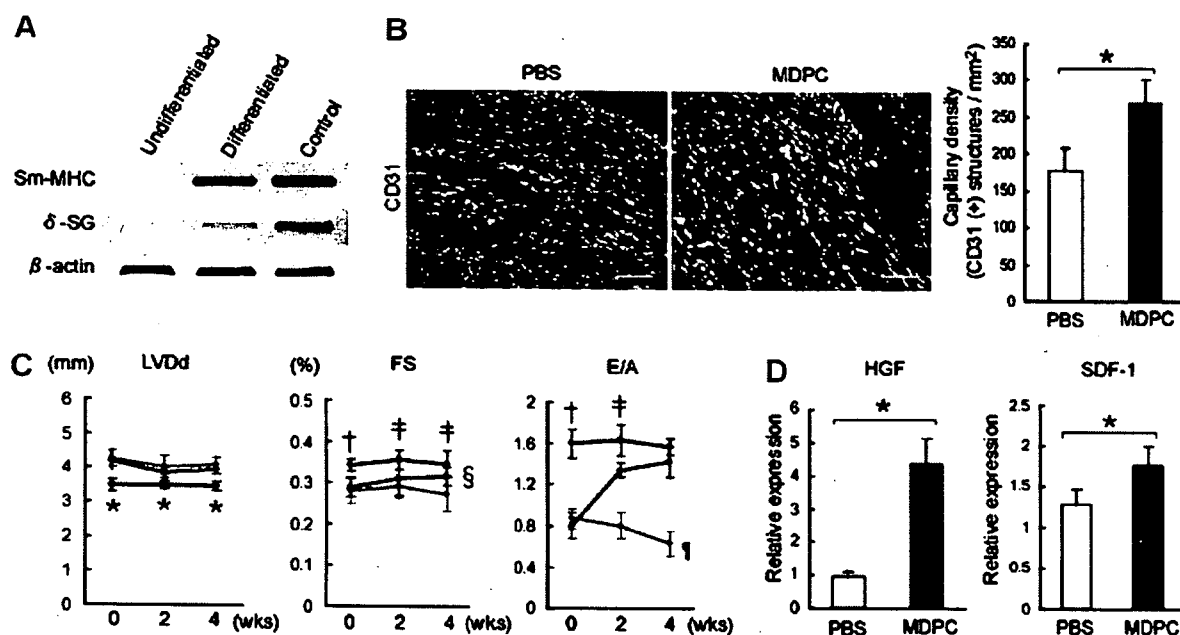 A
Undifferentiated
Differentiated
Control
Sm-MHC
δ-SG
β-actin
B
PBS
MDPC
CD31
Capillary density
(CD31 (+) structures / mm²)
350
300
250
200
150
100
50
0
*
PBS
MDPC
C
(mm)
LVDd
6
5
4
3
2
1
0
*
*
*
0
2
4
(wks)
(%)
FS
0.5
0.4
0.3
0.2
0.1
0
†
‡
‡
§
§
0
2
4
(wks)
E/A
2
1.6
1.2
0.8
0.4
0
†
‡
¶
0
2
4
(wks)
D
HGF
Relative expression
6
5
4
3
2
1
0
*
PBS
MDPC
SDF-1
Relative expression
2.5
2
1.5
1
0.5
0
*
PBS
MDPC